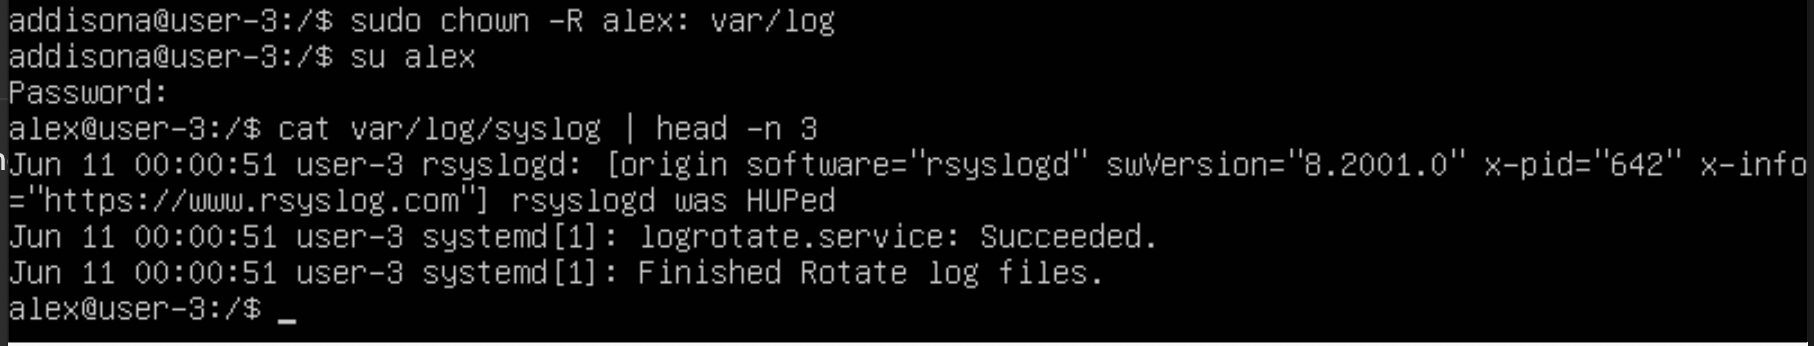 addisona@user-3:/$ sudo chown -R alex: var/log
addisona@user-3:/$ su alex
Password:
alex@user-3:/$ cat var/log/syslog | head -n 3
Jun 11 00:00:51 user-3 rsyslogd: [origin software="rsyslogd" swVersion="8.2001.0" x-pid="642" x-info
="https://www.rsyslog.com"] rsyslogd was HUPed
Jun 11 00:00:51 user-3 systemd[1]: logrotate.service: Succeeded.
Jun 11 00:00:51 user-3 systemd[1]: Finished Rotate log files.
alex@user-3:/$ _